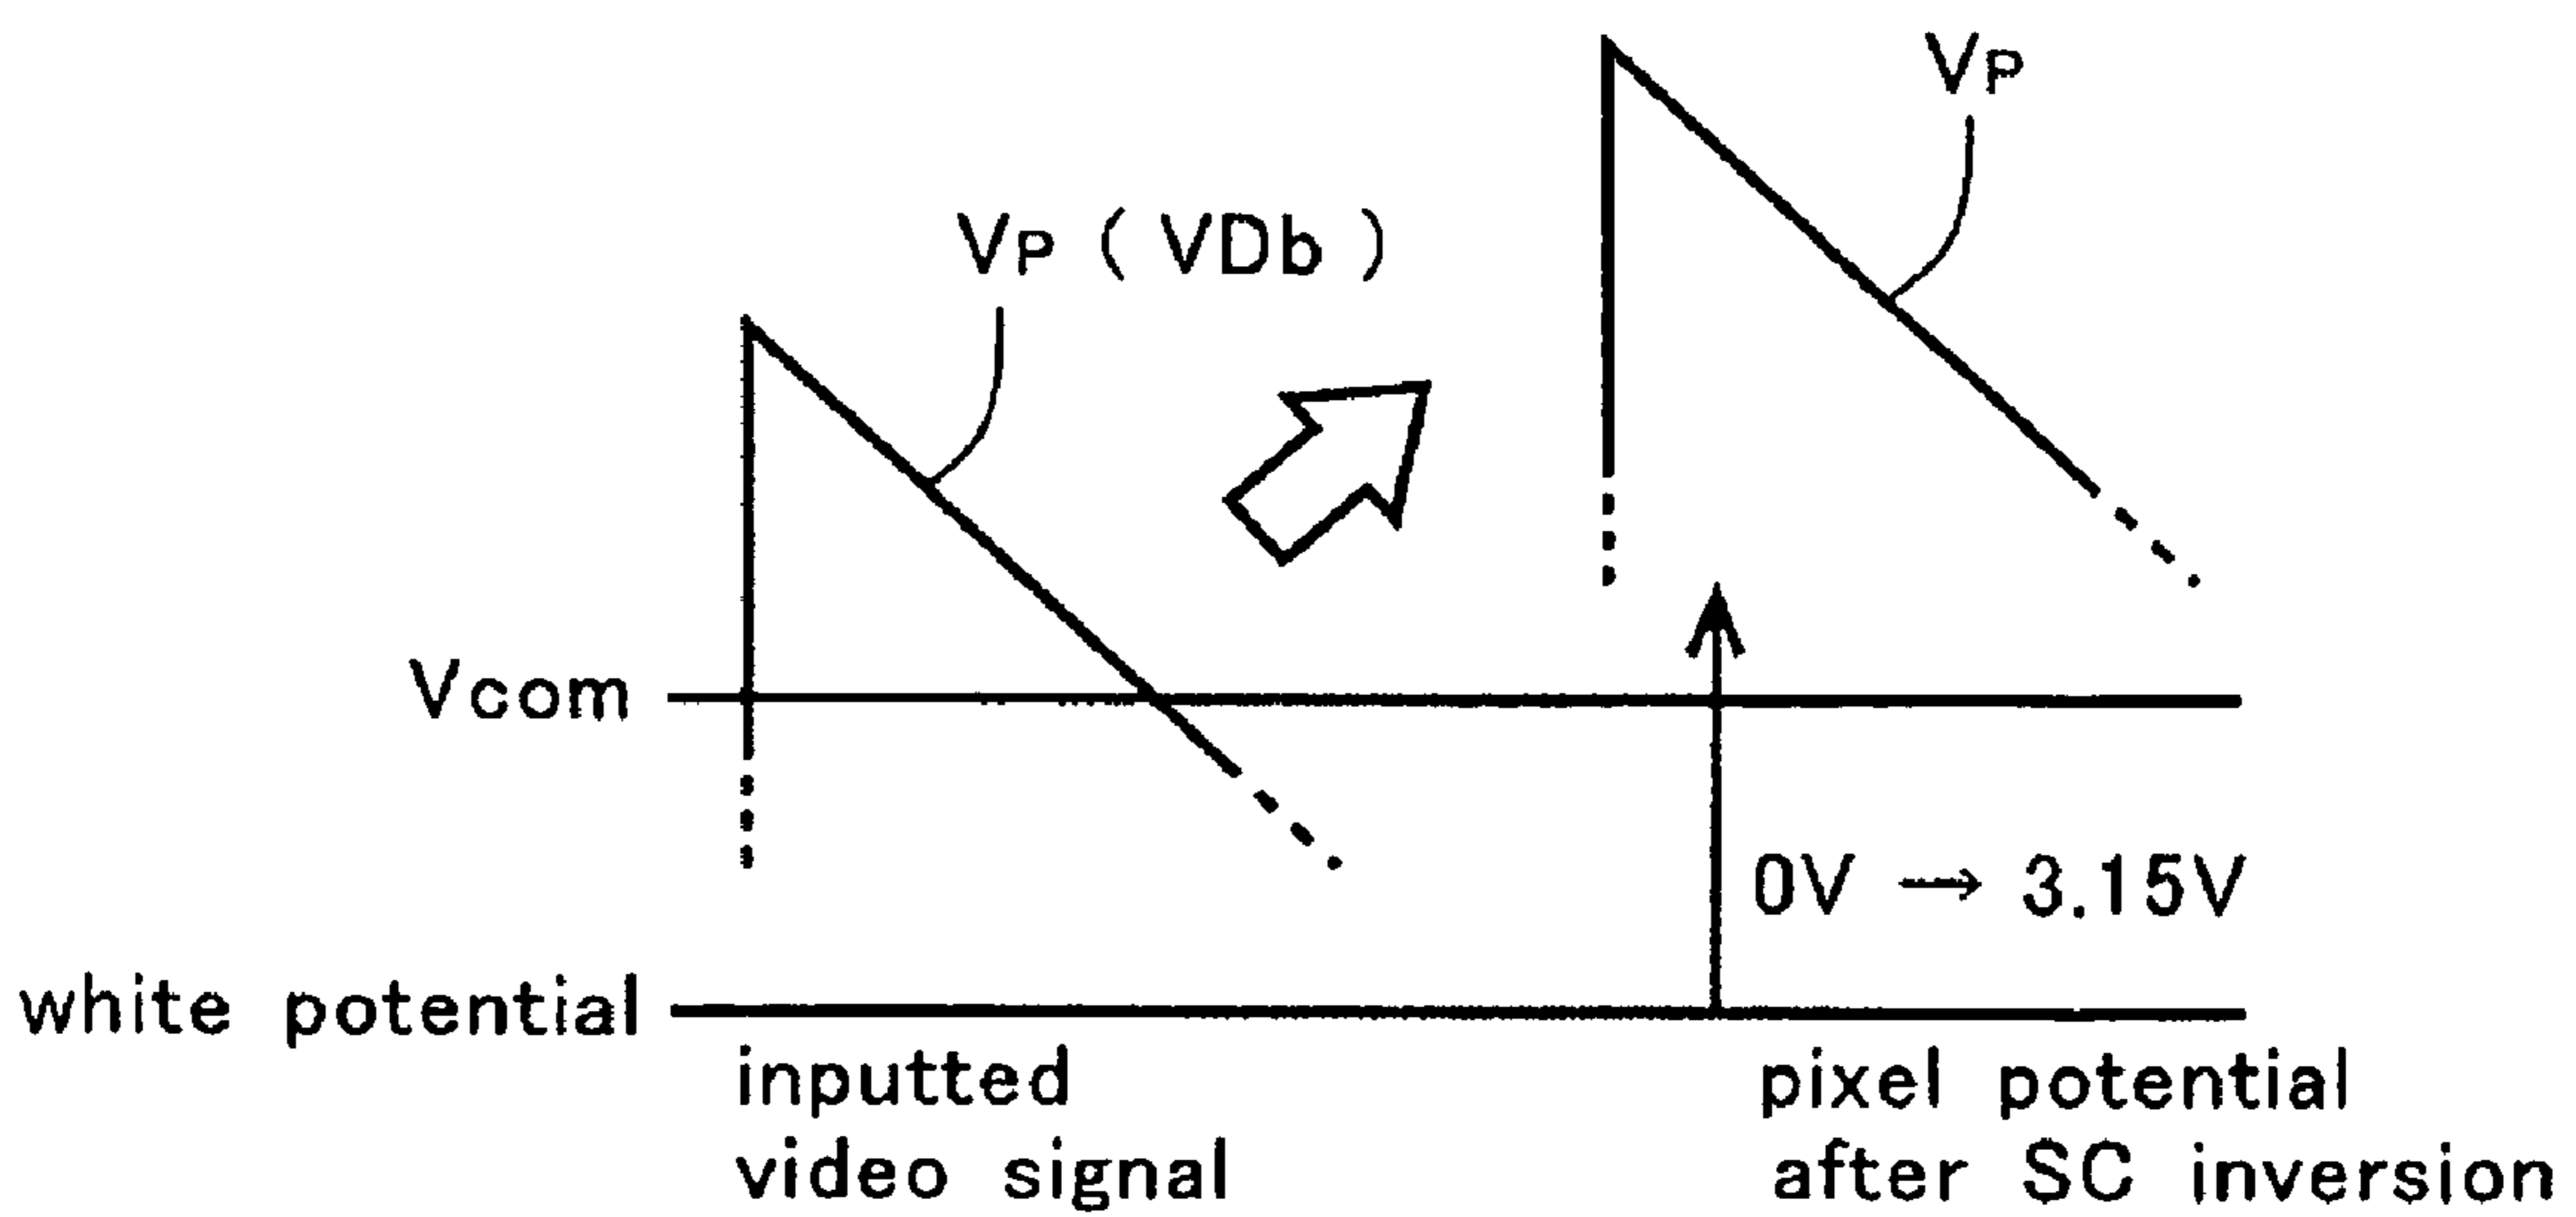 VP
VP ( VDb )
Vcom
0V → 3.15V
white potential
inputted
video signal
pixel potential
after SC inversion